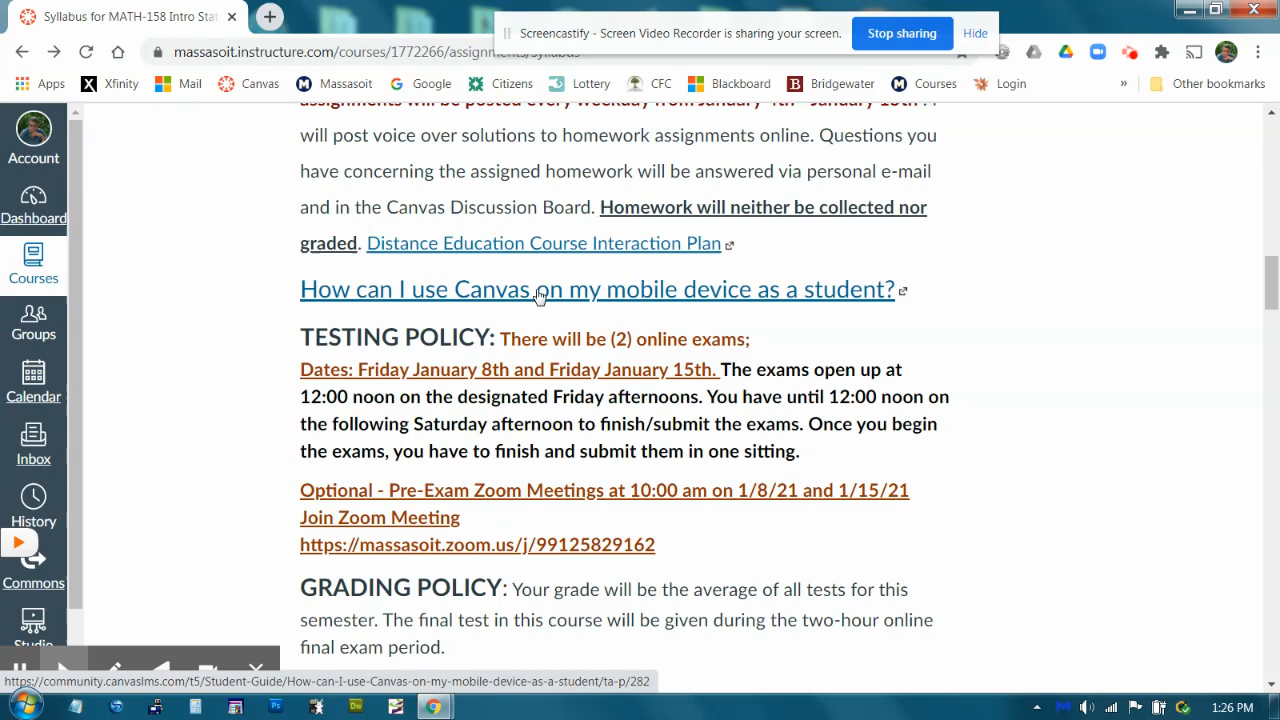 Syllabus for MATH-158 Intro Stat
Screencastify - Screen Video Recorder is sharing your screen.
Stop sharing
Hide
massasoit.instructure.com/courses/1772266/assignments/syllabus
Apps
Xfinity
Mail
Canvas
Massasoit
Google
Citizens
Lottery
CFC
Blackboard
Bridgewater
Courses
Login
»
Other bookmarks
Account
Dashboard
Courses
Groups
Calendar
Inbox
History
Commons
Studio
assignments will be posted every weekday from January 4th - January 15th
will post voice over solutions to homework assignments online. Questions you
have concerning the assigned homework will be answered via personal e-mail
and in the Canvas Discussion Board. Homework will neither be collected nor
graded. Distance Education Course Interaction Plan
How can I use Canvas on my mobile device as a student?
TESTING POLICY: There will be (2) online exams;
Dates: Friday January 8th and Friday January 15th. The exams open up at
12:00 noon on the designated Friday afternoons. You have until 12:00 noon on
the following Saturday afternoon to finish/submit the exams. Once you begin
the exams, you have to finish and submit them in one sitting.
Optional - Pre-Exam Zoom Meetings at 10:00 am on 1/8/21 and 1/15/21
Join Zoom Meeting
https://massasoit.zoom.us/j/99125829162
GRADING POLICY: Your grade will be the average of all tests for this
semester. The final test in this course will be given during the two-hour online
final exam period.
https://community.canvaslms.com/t5/Student-Guide/How-can-I-use-Canvas-on-my-mobile-device-as-a-student/ta-p/282
1:26 PM